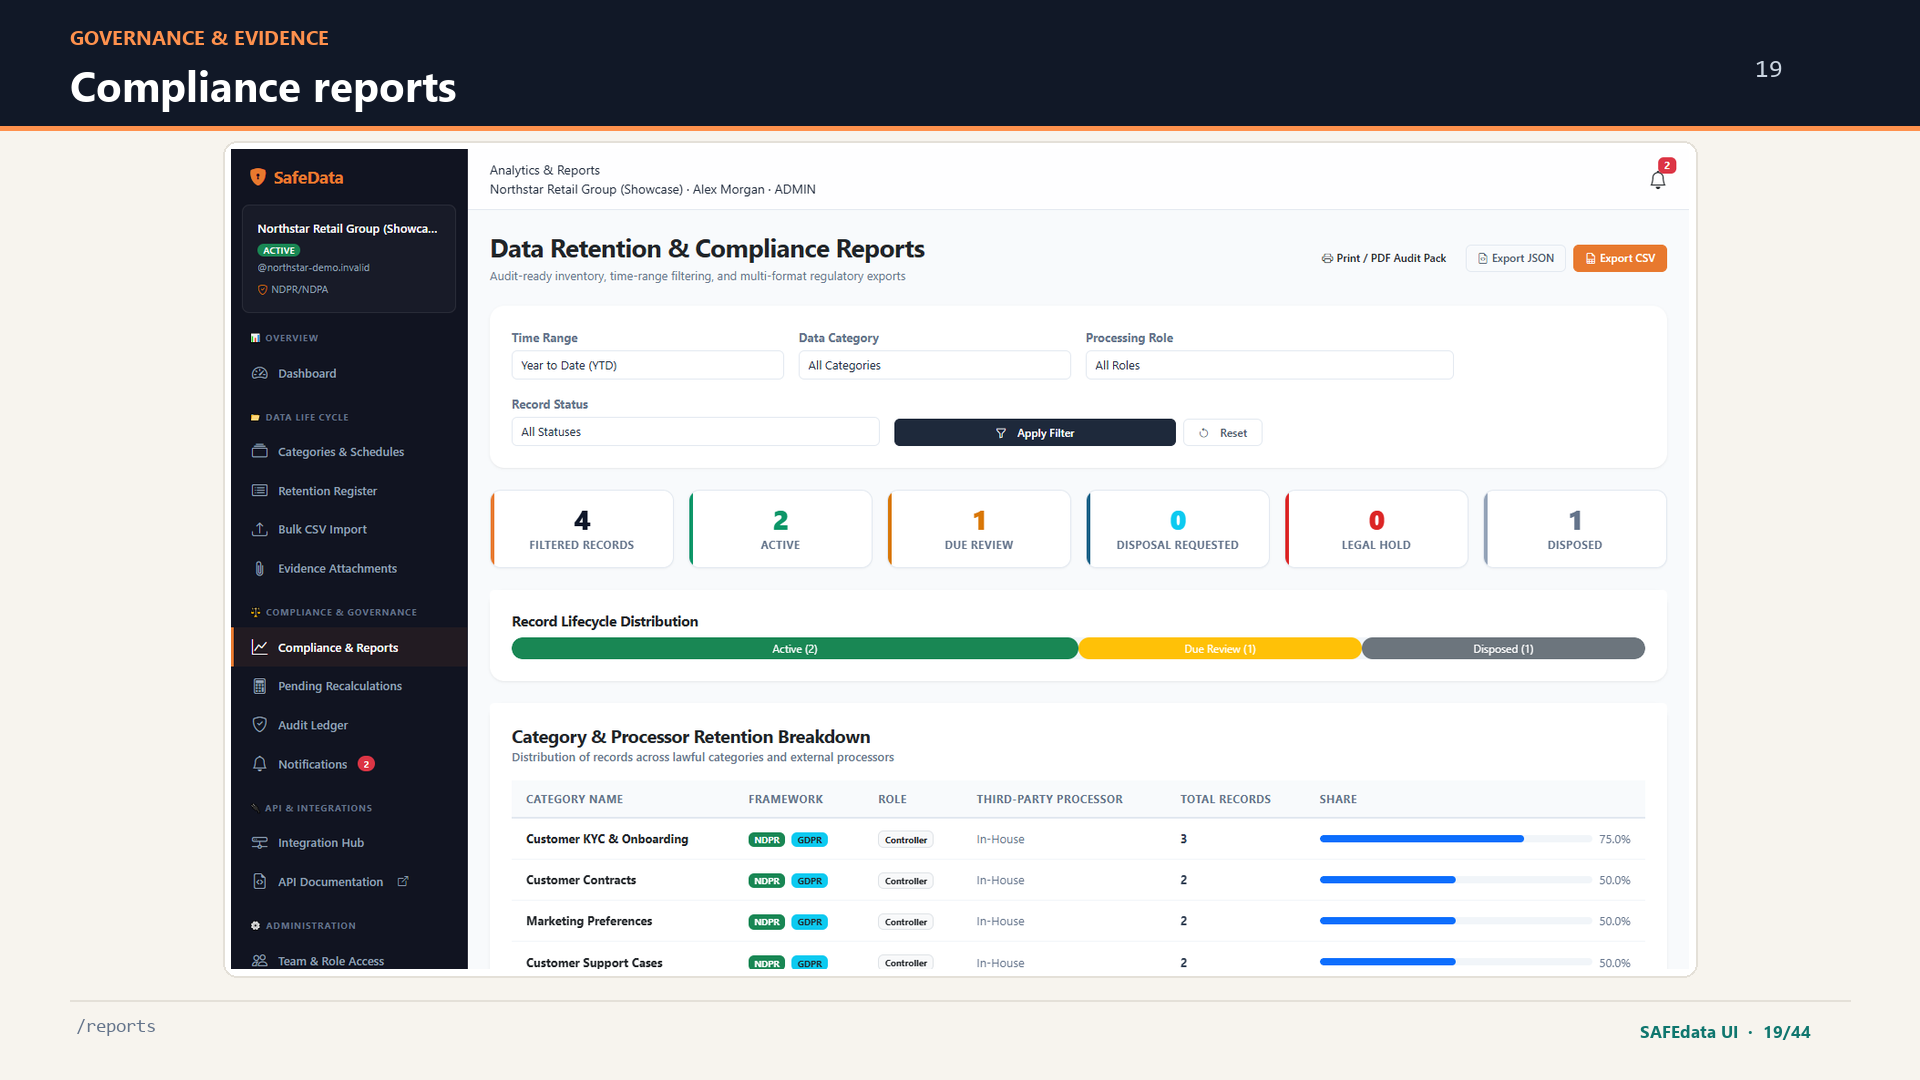 GOVERNANCE & EVIDENCE
Compliance reports
19
SafeData
Northstar Retail Group (Showca...
ACTIVE
@northstar-demo.invalid
NDPR/NDPA
OVERVIEW
Dashboard
DATA LIFE CYCLE
Categories & Schedules
Retention Register
Bulk CSV Import
Evidence Attachments
COMPLIANCE & GOVERNANCE
Compliance & Reports
Pending Recalculations
Audit Ledger
Notifications 2
API & INTEGRATIONS
Integration Hub
API Documentation
ADMINISTRATION
Team & Role Access
Analytics & Reports
Northstar Retail Group (Showcase) · Alex Morgan · ADMIN
2
Data Retention & Compliance Reports
Audit-ready inventory, time-range filtering, and multi-format regulatory exports
Print / PDF Audit Pack Export JSON Export CSV
Time Range Data Category Processing Role
Year to Date (YTD) All Categories All Roles
Record Status
All Statuses Apply Filter Reset
4 2 1 0 0 1
FILTERED RECORDS ACTIVE DUE REVIEW DISPOSAL REQUESTED LEGAL HOLD DISPOSED
Record Lifecycle Distribution
Active (2) Due Review (1) Disposed (1)
Category & Processor Retention Breakdown
Distribution of records across lawful categories and external processors
CATEGORY NAME FRAMEWORK ROLE THIRD-PARTY PROCESSOR TOTAL RECORDS SHARE
Customer KYC & Onboarding NDPR GDPR Controller In-House 3 75.0%
Customer Contracts NDPR GDPR Controller In-House 2 50.0%
Marketing Preferences NDPR GDPR Controller In-House 2 50.0%
Customer Support Cases NDPR GDPR Controller In-House 2 50.0%
/reports
SAFEdata UI · 19/44